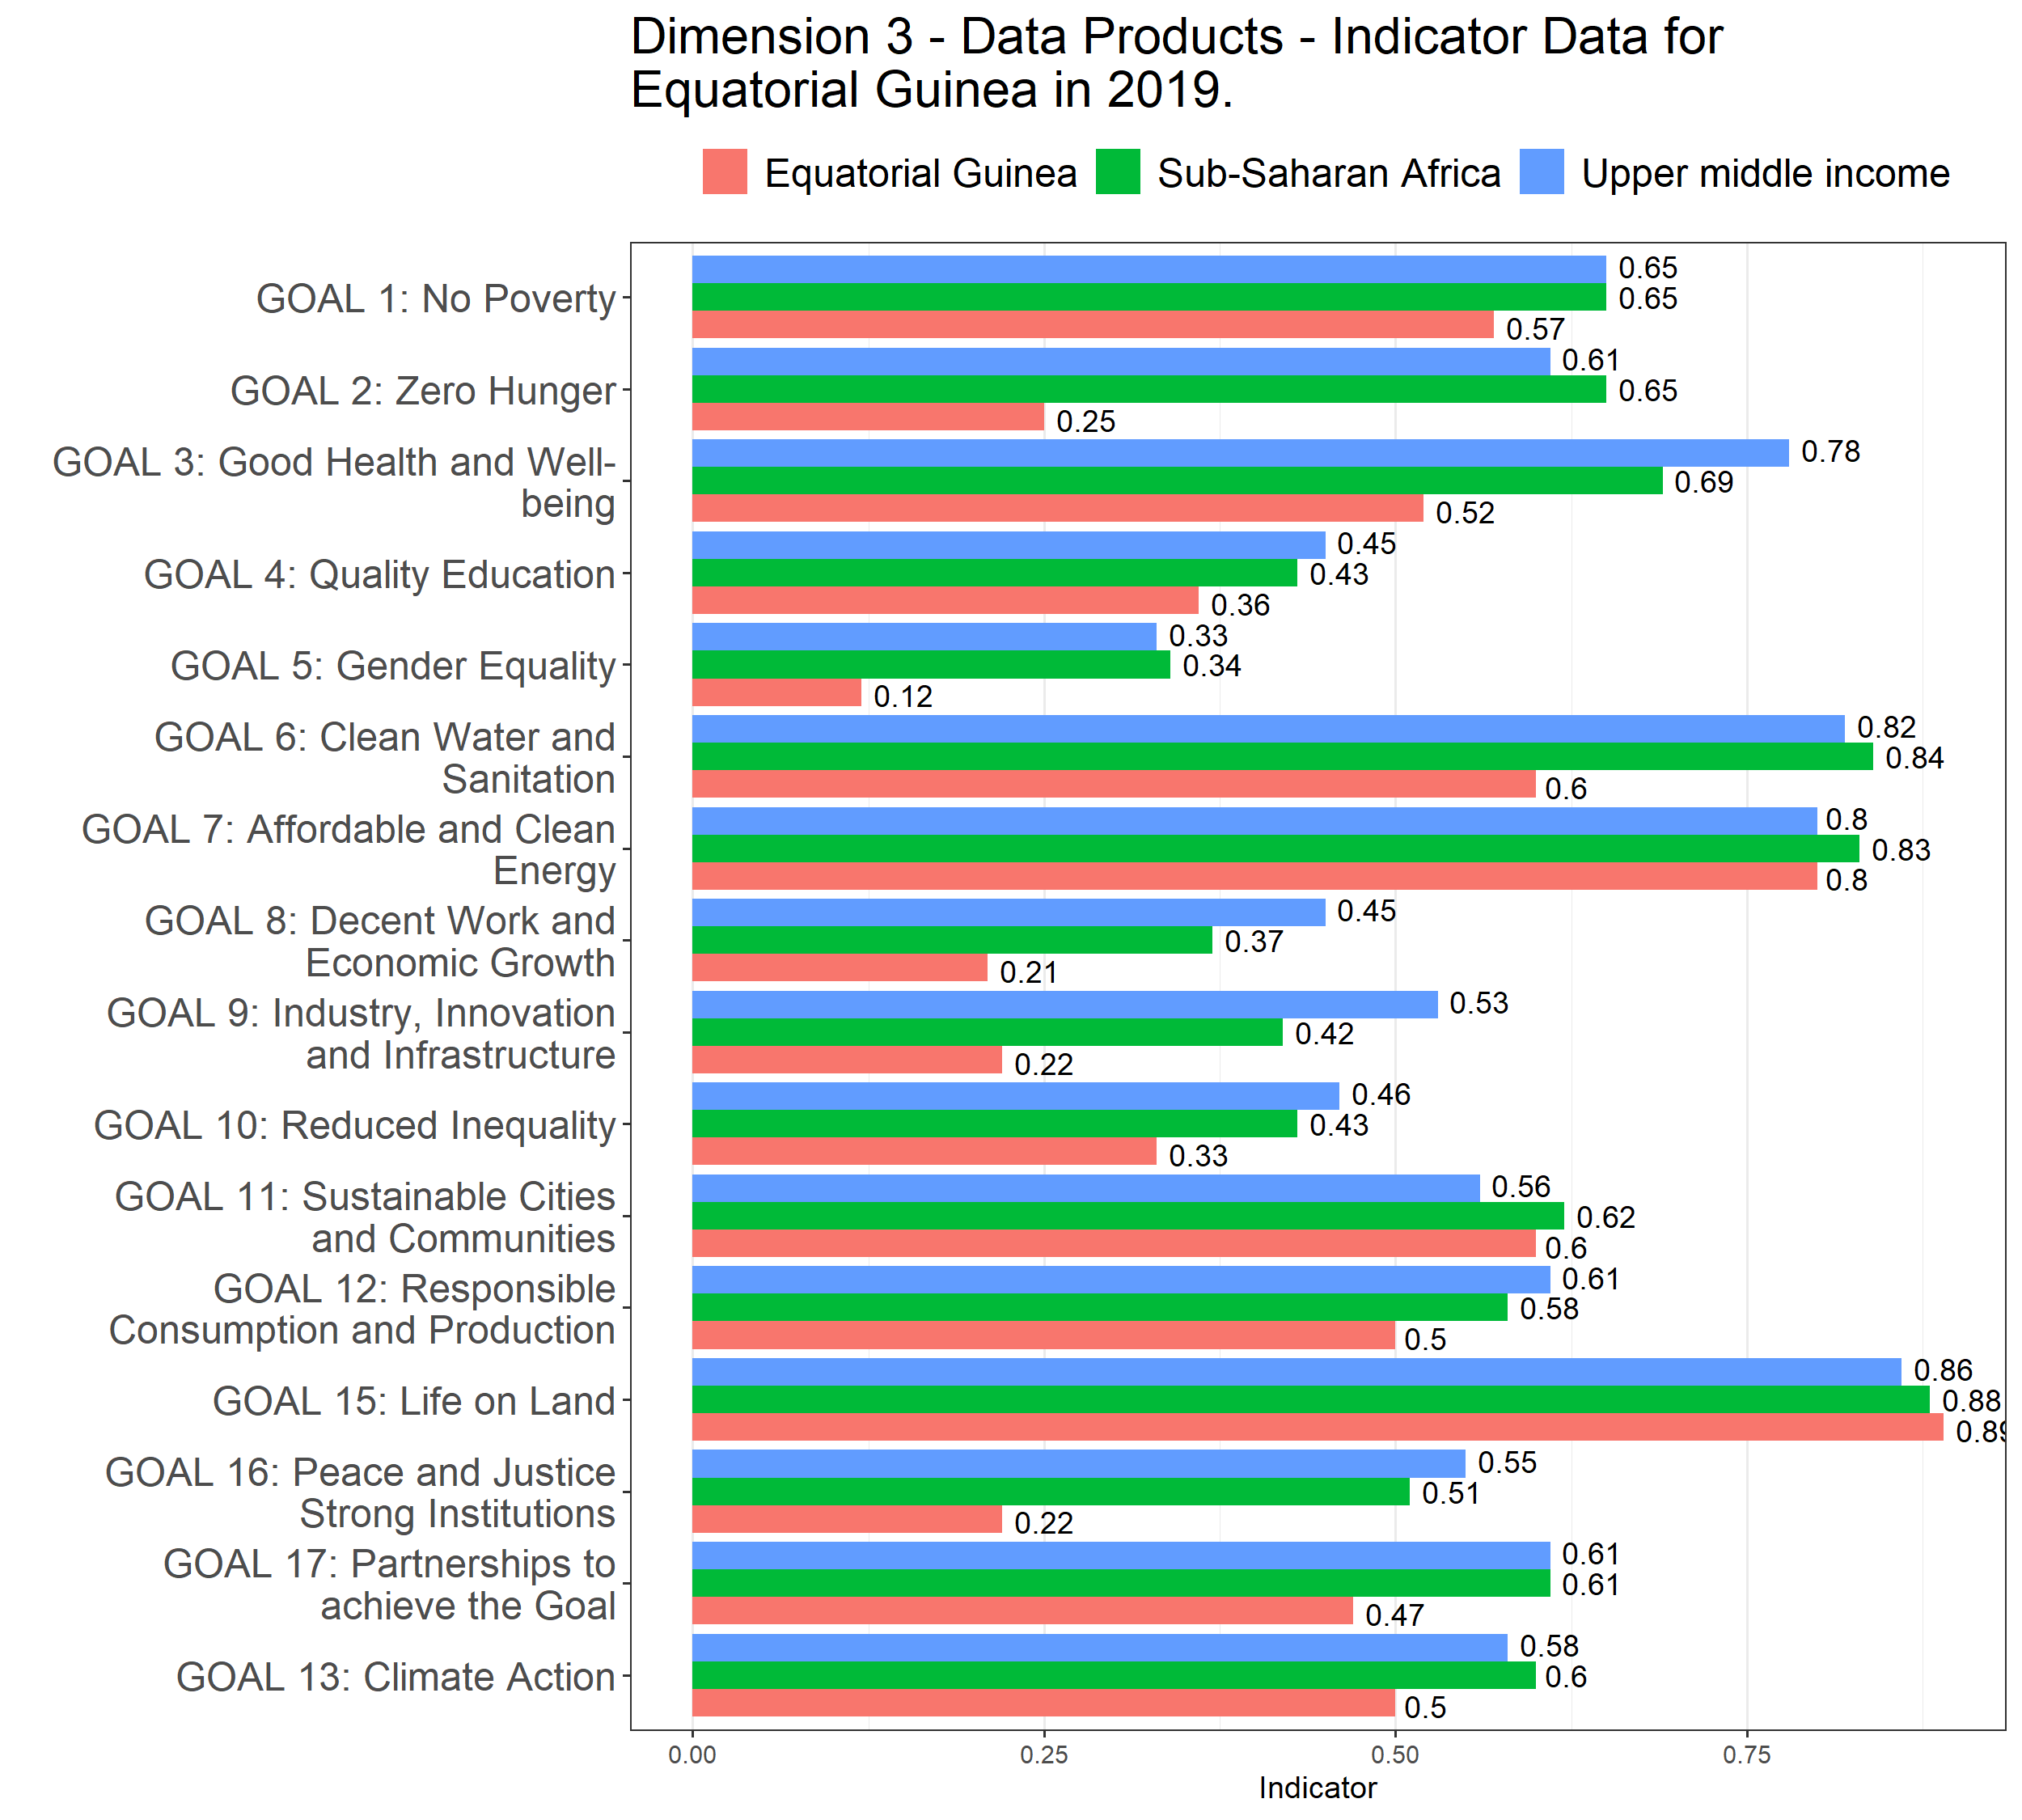 Dimension 3 - Data Products - Indicator Data for
Equatorial Guinea in 2019.
Equatorial Guinea Sub-Saharan Africa Upper middle income
GOAL 1: No Poverty
0.65
0.65
0.57
GOAL 2: Zero Hunger
0.61
0.65
0.25
GOAL 3: Good Health and Well-
being
0.78
0.69
0.52
GOAL 4: Quality Education
0.45
0.43
0.36
GOAL 5: Gender Equality
0.33
0.34
0.12
GOAL 6: Clean Water and
Sanitation
0.82
0.84
0.6
GOAL 7: Affordable and Clean
Energy
0.8
0.83
0.8
GOAL 8: Decent Work and
Economic Growth
0.45
0.37
0.21
GOAL 9: Industry, Innovation
and Infrastructure
0.53
0.42
0.22
GOAL 10: Reduced Inequality
0.46
0.43
0.33
GOAL 11: Sustainable Cities
and Communities
0.56
0.62
0.6
GOAL 12: Responsible
Consumption and Production
0.61
0.58
0.5
GOAL 15: Life on Land
0.86
0.88
0.89
GOAL 16: Peace and Justice
Strong Institutions
0.55
0.51
0.22
GOAL 17: Partnerships to
achieve the Goal
0.61
0.61
0.47
GOAL 13: Climate Action
0.58
0.6
0.5
0.00 0.25 0.50 0.75
Indicator